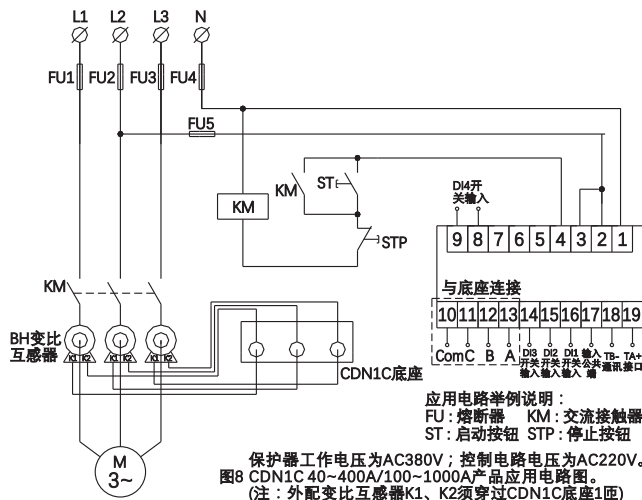 L1 L2 L3 N
FU1 FU2 FU3 FU4
FU5
KM ST
DI4开
关输入
KM
STP
9 8 7 6 5 4 3 2 1
与底座连接
KM
10 11 12 13 14 15 16 17 18 19
BH变比
互感器
K1 K2 K1 K2 K1 K2
Com C B A
DI3
开关
输入
DI2
开关
输入
DI1
开关
输入
输入
公共
端
TB-
通讯
TA+
接口
CDN1C底座
应用电路举例说明：
FU：熔断器 KM：交流接触器
ST：启动按钮 STP：停止按钮
M
3~
保护器工作电压为AC380V；控制电路电压为AC220V。
图8 CDN1C 40~400A/100~1000A产品应用电路图。
(注：外配变比互感器K1、K2须穿过CDN1C底座1匝)